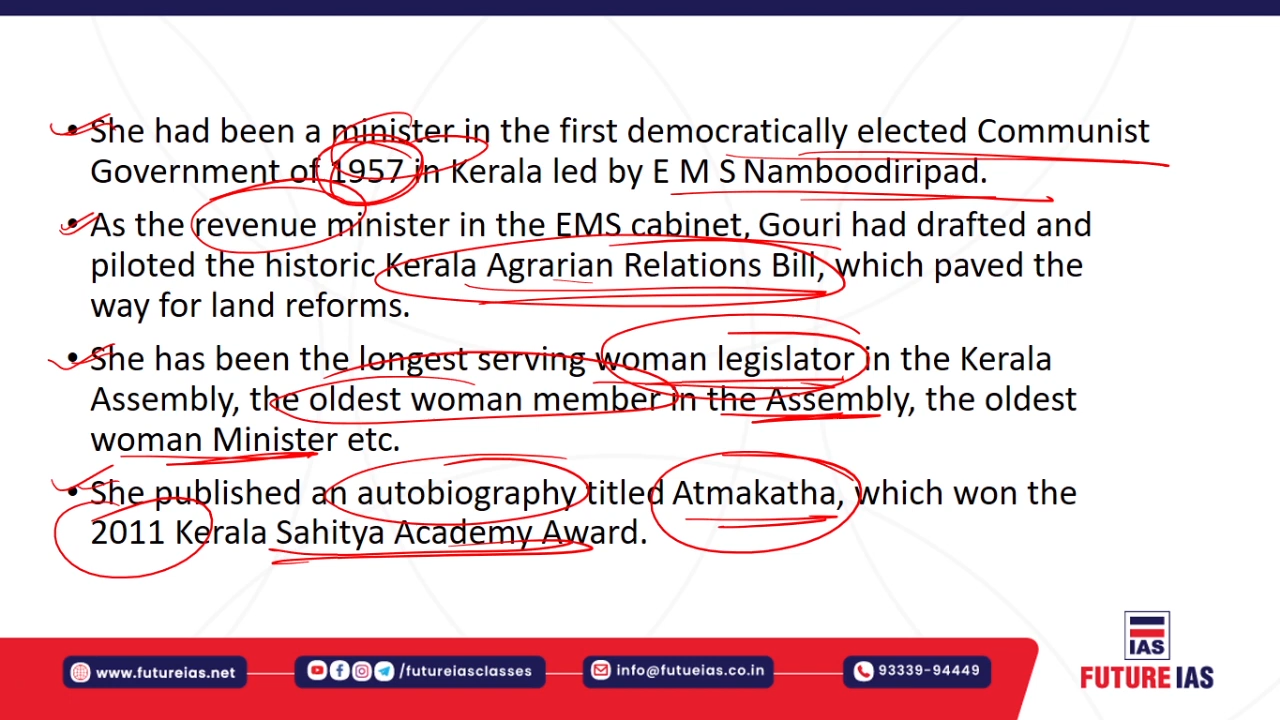 • She had been a minister in the first democratically elected Communist
Government of 1957 in Kerala led by E M S Namboodiripad.
• As the revenue minister in the EMS cabinet, Gouri had drafted and
piloted the historic Kerala Agrarian Relations Bill, which paved the
way for land reforms.
• She has been the longest serving woman legislator in the Kerala
Assembly, the oldest woman member in the Assembly, the oldest
woman Minister etc.
• She published an autobiography titled Atmakatha, which won the
2011 Kerala Sahitya Academy Award.
IAS
FUTURE IAS
www.futureias.net
/futureiasclasses
info@futueias.co.in
93339-94449